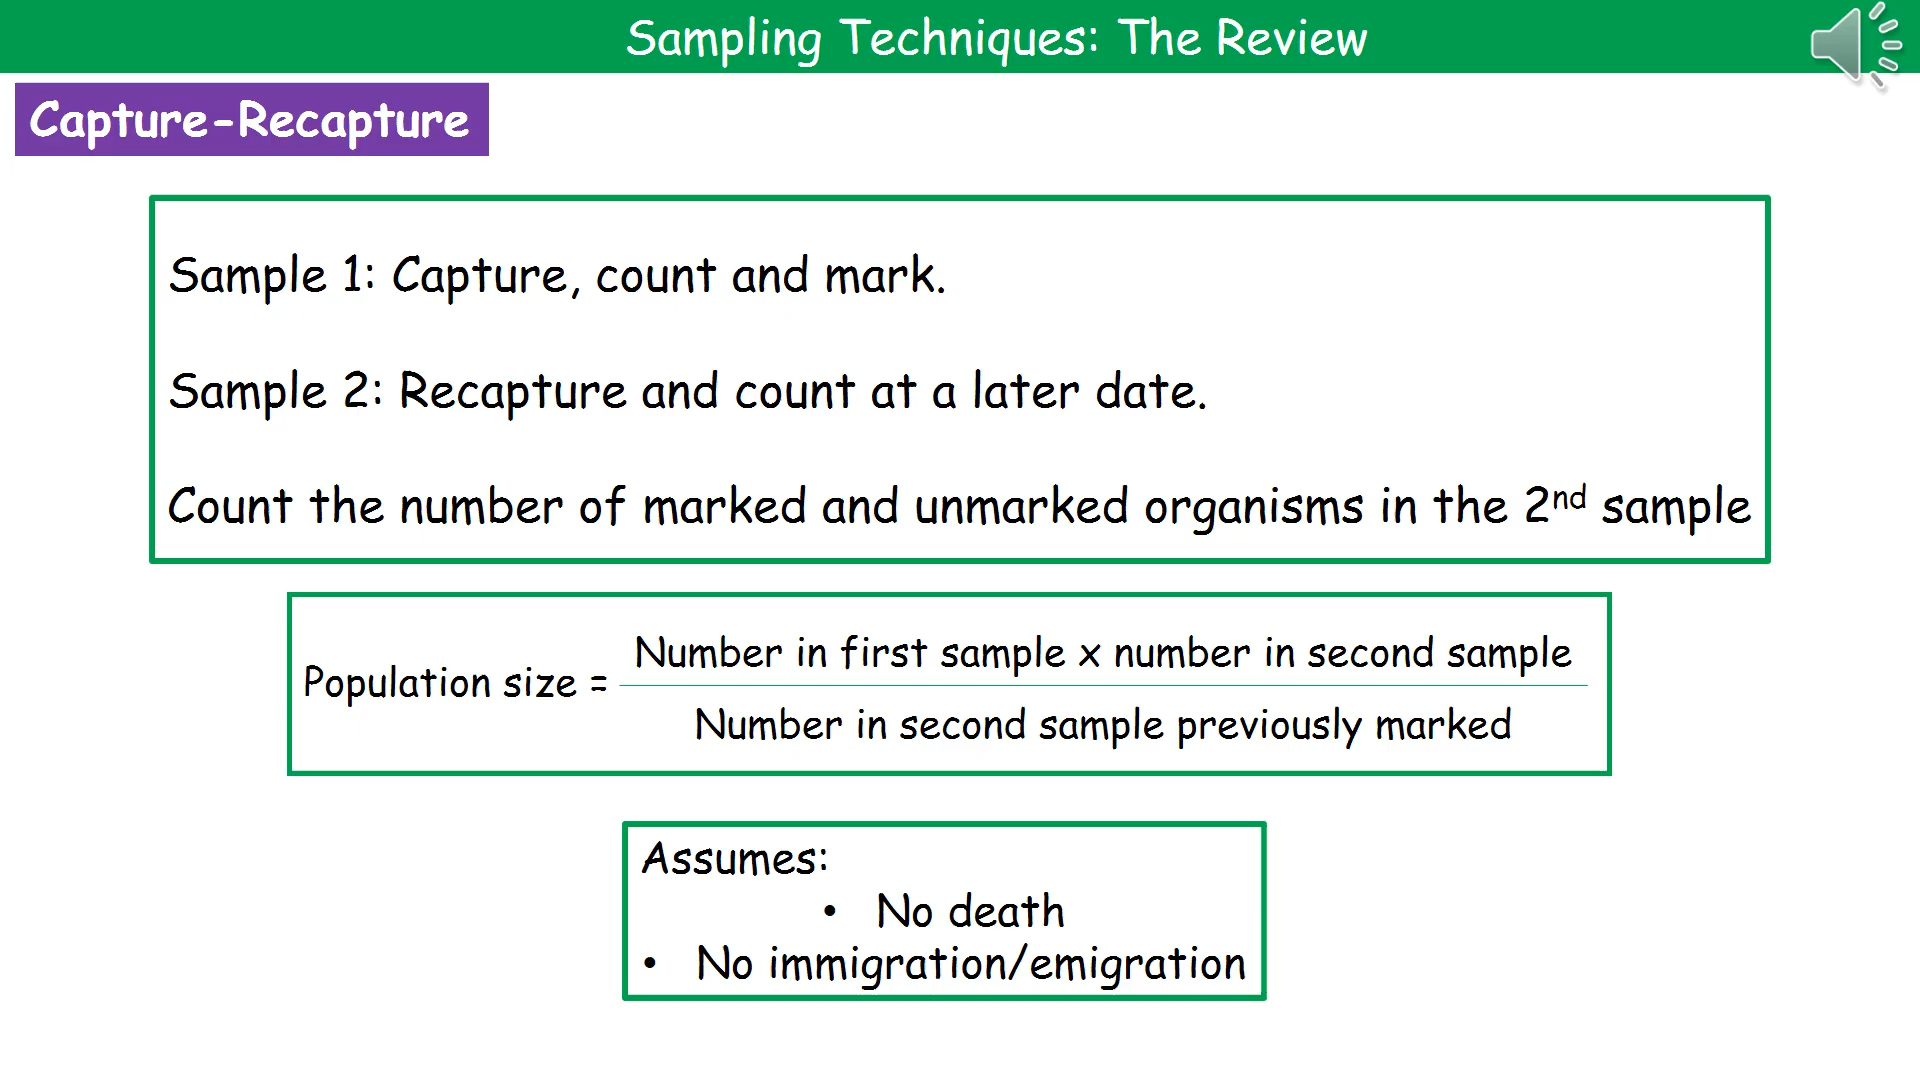 Sampling Techniques: The Review
Capture-Recapture
Sample 1: Capture, count and mark.
Sample 2: Recapture and count at a later date.
Count the number of marked and unmarked organisms in the 2nd sample
Population size =
Number in first sample x number in second sample
Number in second sample previously marked
Assumes:
• No death
• No immigration/emigration